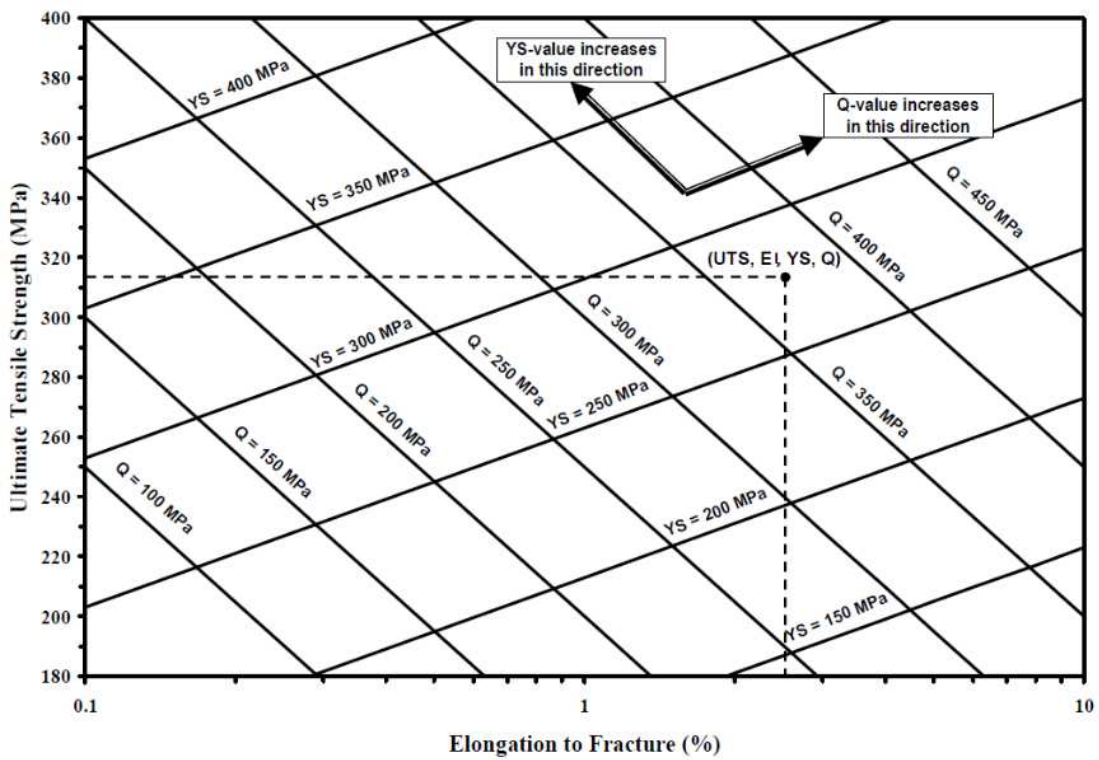 400
380
360
340
320
300
280
260
240
220
200
180
Ultimate Tensile Strength (MPa)
YS-value increases
in this direction
Q-value increases
in this direction
YS = 400 MPa
YS = 350 MPa
Q = 450 MPa
Q = 400 MPa
(UTS, El, YS, Q)
YS = 300 MPa
Q = 300 MPa
Q = 250 MPa
Q = 350 MPa
YS = 250 MPa
Q = 200 MPa
Q = 150 MPa
Q = 100 MPa
YS = 200 MPa
YS = 150 MPa
0.1
1
10
Elongation to Fracture (%)